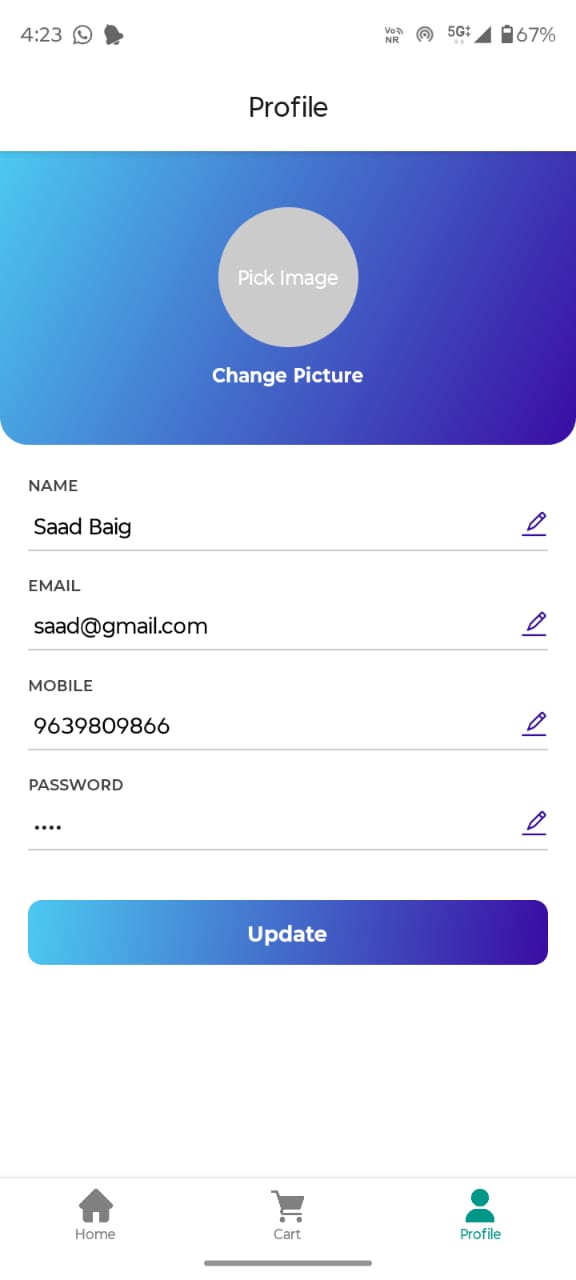 4:23
Vo
NR
5G
67%
Profile
Pick Image
Change Picture
NAME
Saad Baig
EMAIL
saad@gmail.com
MOBILE
9639809866
PASSWORD
••••
Update
Home
Cart
Profile